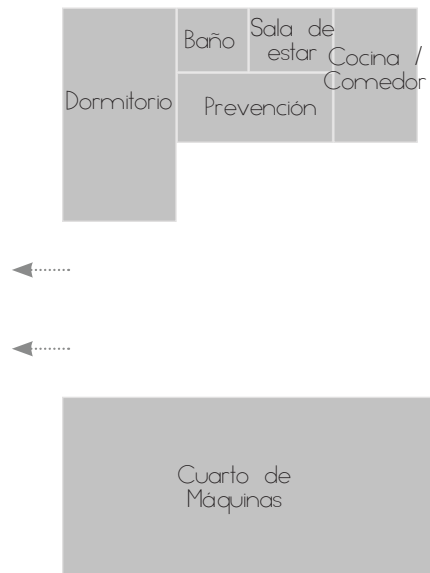 Baño
Sala de
estar
Cocina /
Comedor
Dormitorio
Prevención
Cuarto de
Máquinas